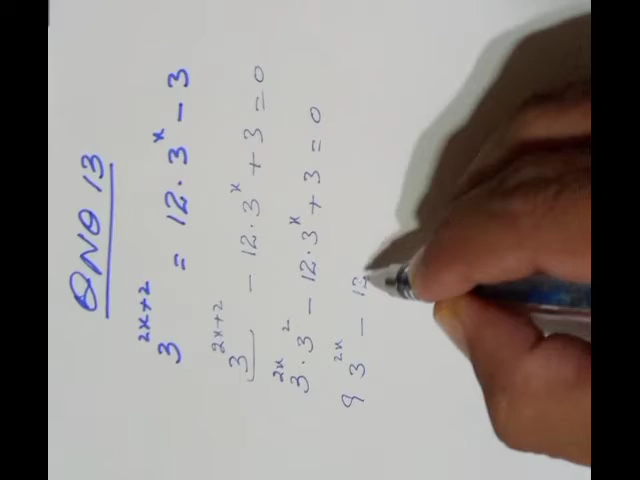 Q NO 13
3^{2x+2} = 12 · 3^x - 3
3^{2x+2} - 12 · 3^x + 3 = 0
3^{2x} · 3^2 - 12 · 3^x + 3 = 0
9 3^{2x} - 12